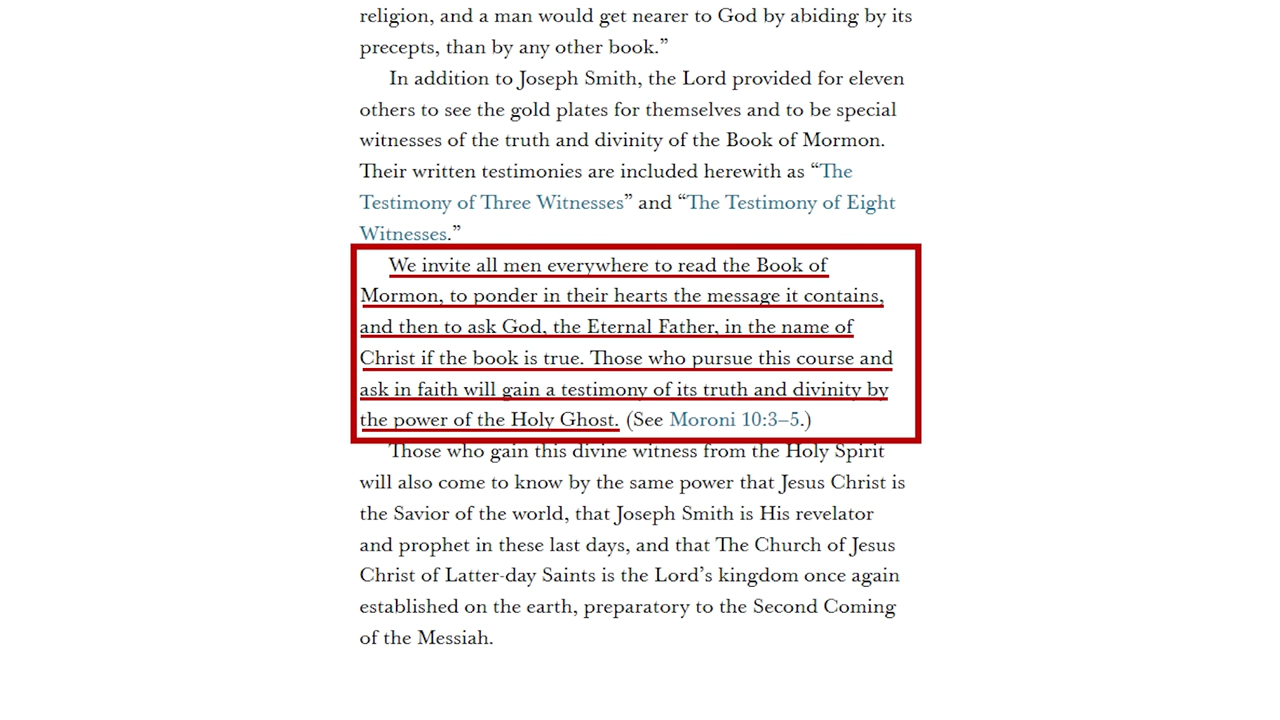 religion, and a man would get nearer to God by abiding by its
precepts, than by any other book.”
In addition to Joseph Smith, the Lord provided for eleven
others to see the gold plates for themselves and to be special
witnesses of the truth and divinity of the Book of Mormon.
Their written testimonies are included herewith as “The
Testimony of Three Witnesses” and “The Testimony of Eight
Witnesses.”
We invite all men everywhere to read the Book of
Mormon, to ponder in their hearts the message it contains,
and then to ask God, the Eternal Father, in the name of
Christ if the book is true. Those who pursue this course and
ask in faith will gain a testimony of its truth and divinity by
the power of the Holy Ghost. (See Moroni 10:3–5.)
Those who gain this divine witness from the Holy Spirit
will also come to know by the same power that Jesus Christ is
the Savior of the world, that Joseph Smith is His revelator
and prophet in these last days, and that The Church of Jesus
Christ of Latter-day Saints is the Lord’s kingdom once again
established on the earth, preparatory to the Second Coming
of the Messiah.